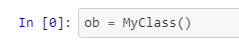 In [0]: ob = MyClass()